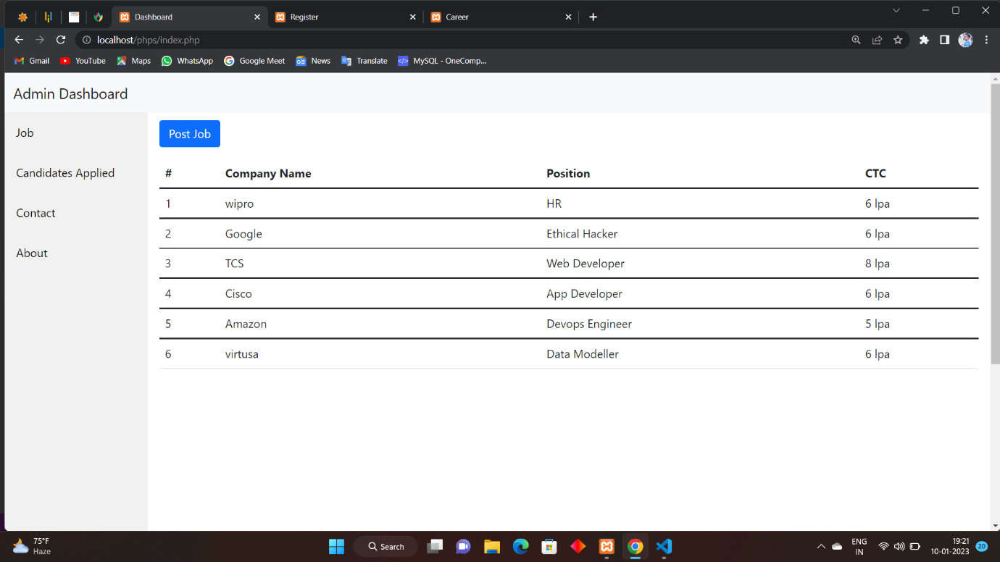 Dashboard
Register
Career
localhost/phps/index.php
Gmail
YouTube
Maps
WhatsApp
Google Meet
News
Translate
MySQL - OneComp...
Admin Dashboard
Job
Candidates Applied
Contact
About
Post Job
# Company Name Position CTC
1 wipro HR 6 lpa
2 Google Ethical Hacker 6 lpa
3 TCS Web Developer 8 lpa
4 Cisco App Developer 6 lpa
5 Amazon Devops Engineer 5 lpa
6 virtusa Data Modeller 6 lpa
75°F
Haze
Search
ENG
IN
19:21
10-01-2023
20